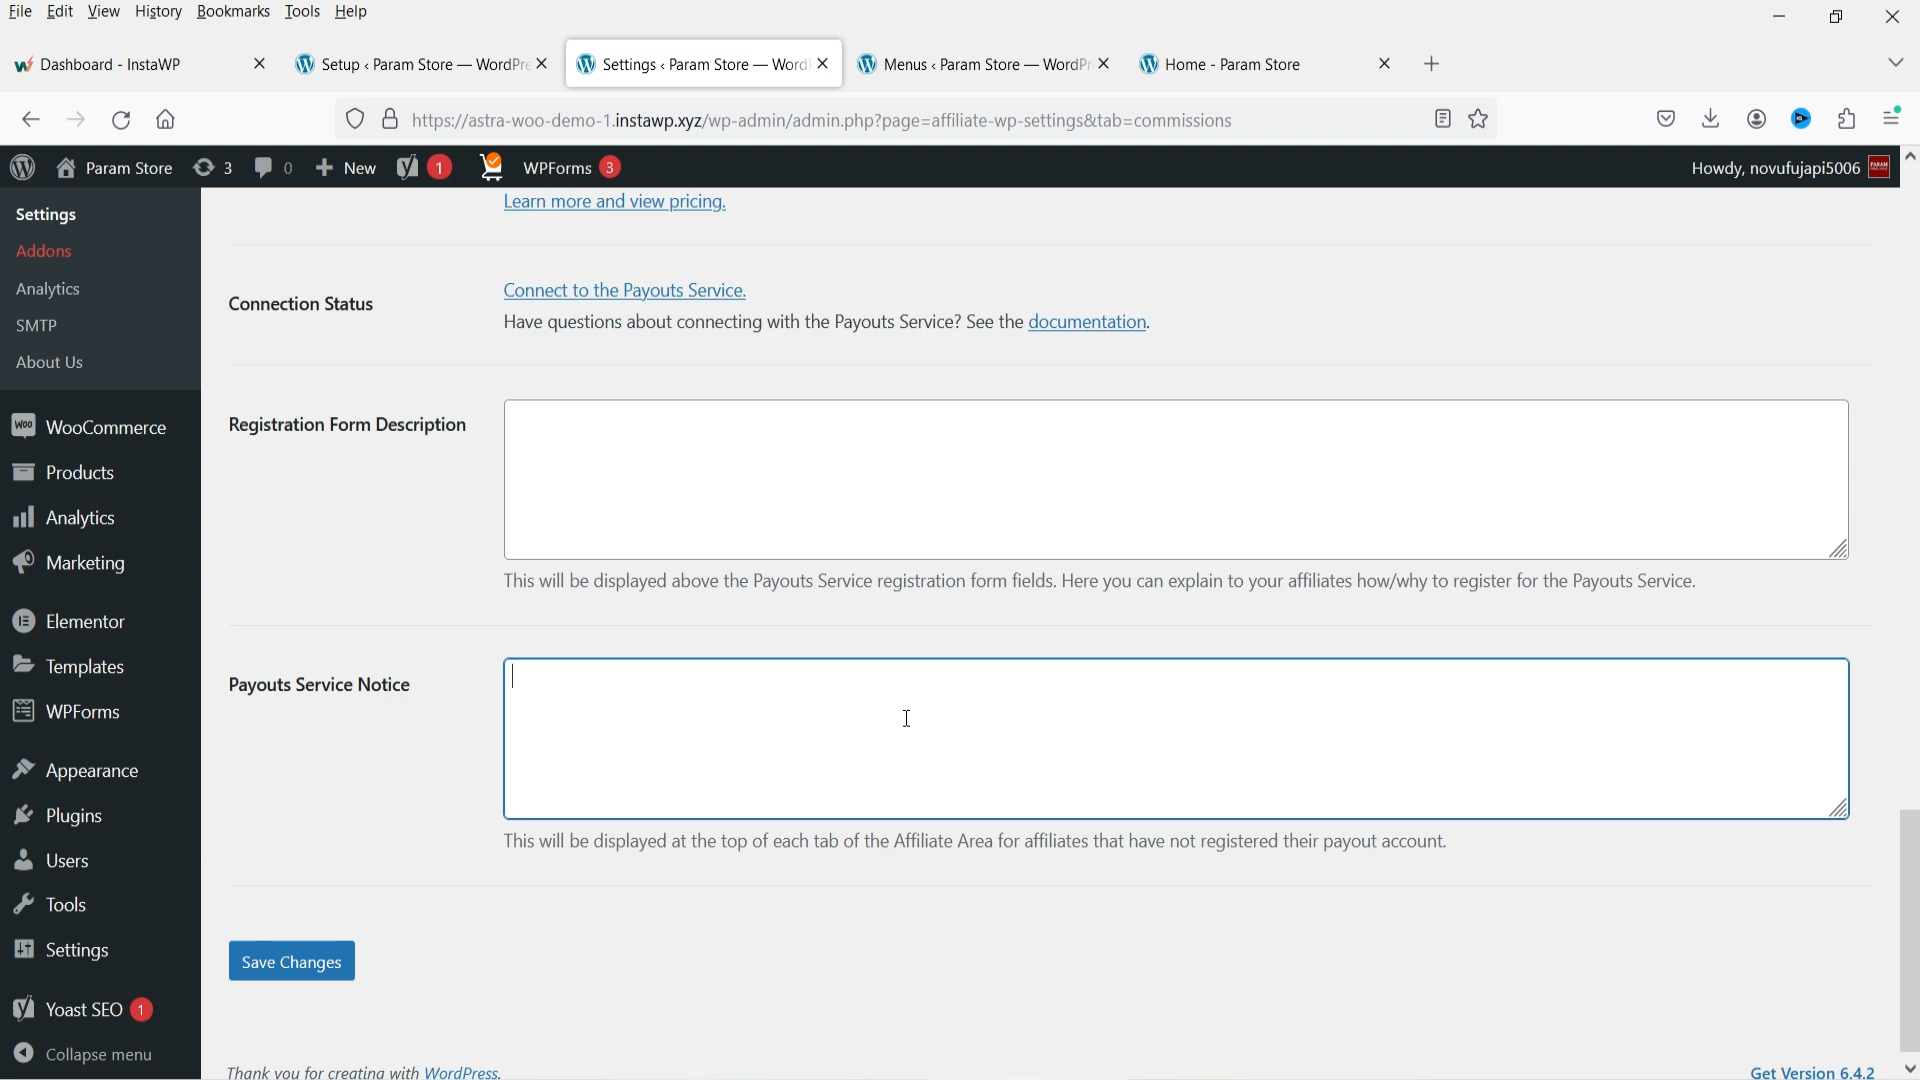 File Edit View History Bookmarks Tools Help
Dashboard - InstaWP
Setup ‹ Param Store — WordPre
Settings ‹ Param Store — Word
Menus ‹ Param Store — WordPr
Home - Param Store
https://astra-woo-demo-1.instawp.xyz/wp-admin/admin.php?page=affiliate-wp-settings&tab=commissions
Param Store 3 0 New 1 WPForms 3 Howdy, novufujapi5006
Settings
Addons
Analytics
SMTP
About Us
WooCommerce
Products
Analytics
Marketing
Elementor
Templates
WPForms
Appearance
Plugins
Users
Tools
Settings
Yoast SEO 1
Collapse menu
Learn more and view pricing.
Connection Status
Connect to the Payouts Service.
Have questions about connecting with the Payouts Service? See the documentation.
Registration Form Description
This will be displayed above the Payouts Service registration form fields. Here you can explain to your affiliates how/why to register for the Payouts Service.
Payouts Service Notice
This will be displayed at the top of each tab of the Affiliate Area for affiliates that have not registered their payout account.
Save Changes
Thank you for creating with WordPress.
Get Version 6.4.2